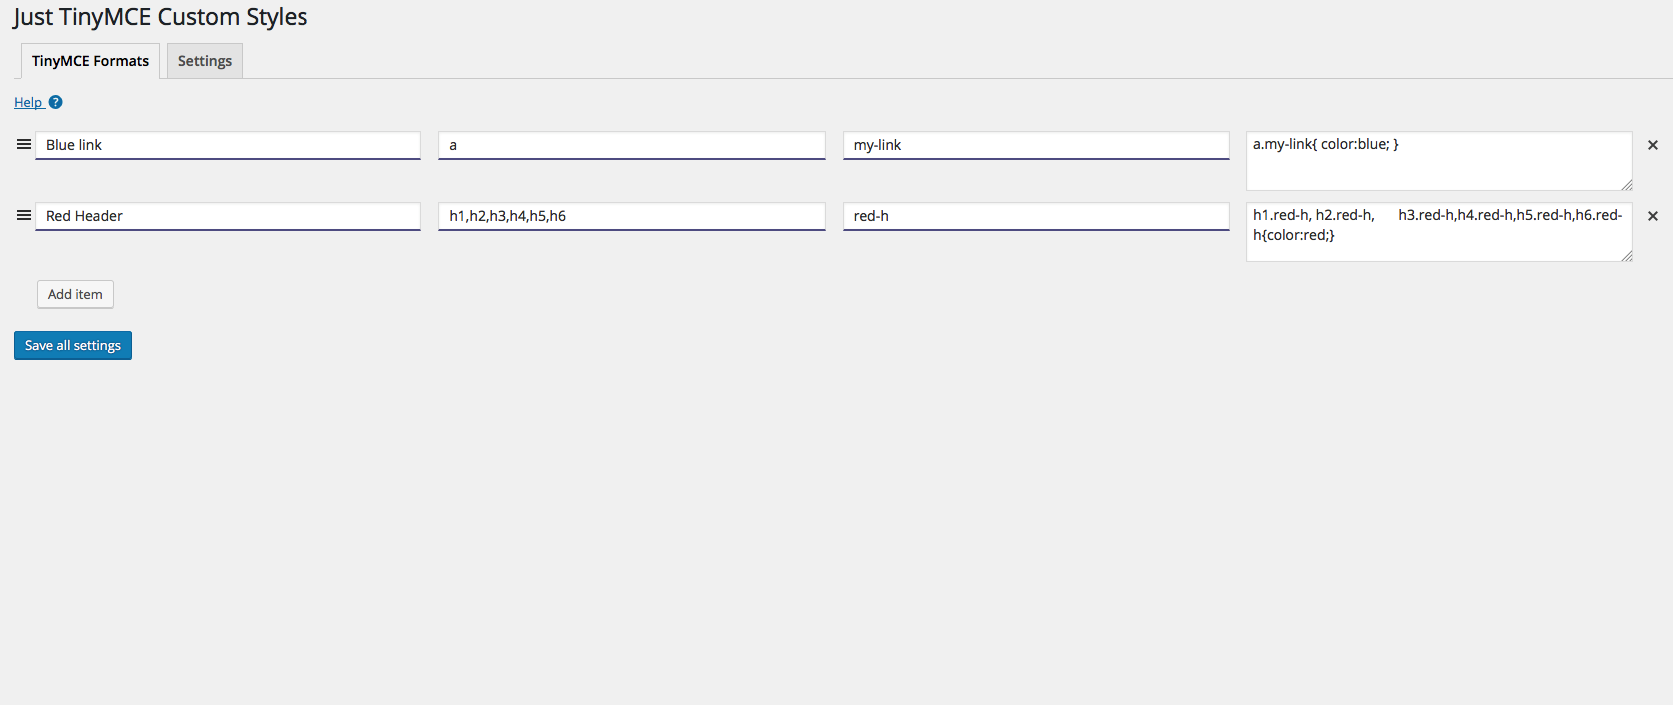 Just TinyMCE Custom Styles
TinyMCE Formats Settings
Help ?
Blue link a my-link a.my-link{ color:blue; }
Red Header h1,h2,h3,h4,h5,h6 red-h h1.red-h, h2.red-h, h3.red-h,h4.red-h,h5.red-h,h6.red-
h{color:red;}
Add item
Save all settings